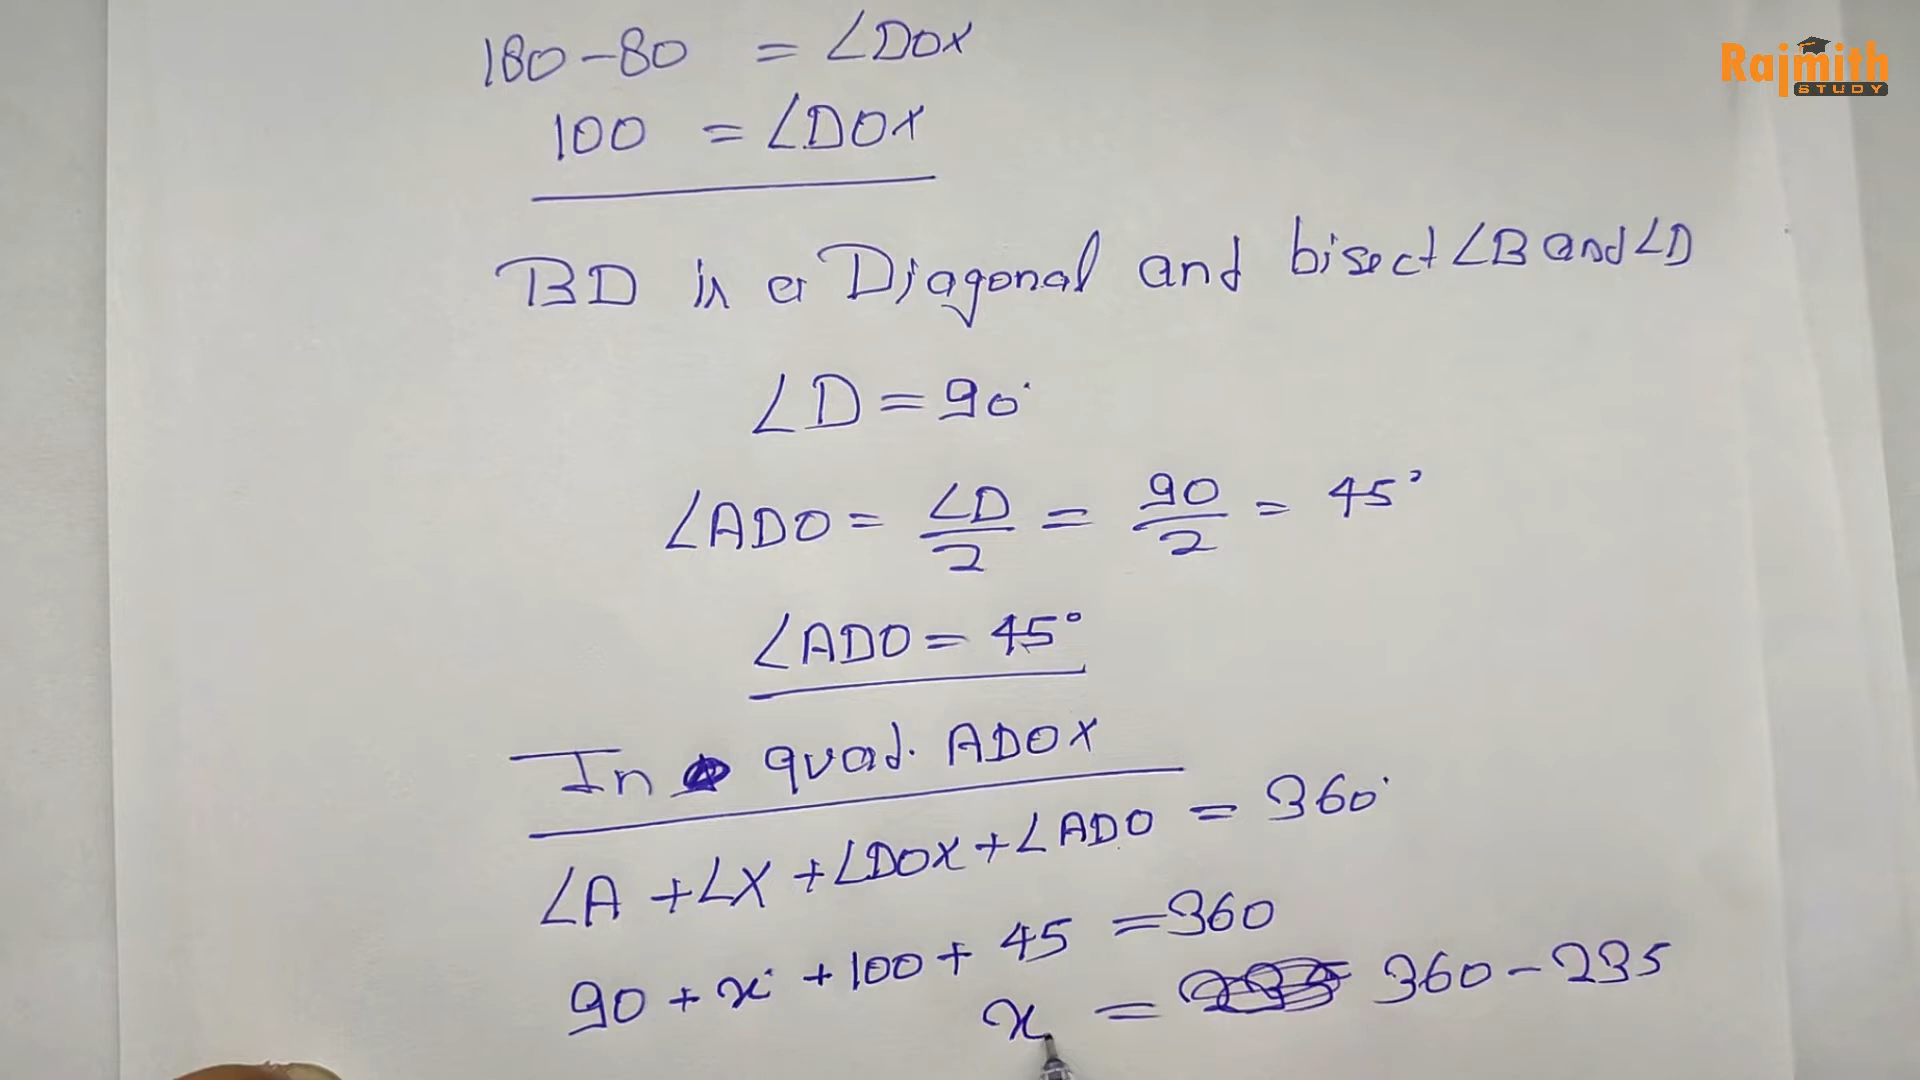 180-80 = ∠DOX
Rajmith
STUDY
100 = ∠DOX
BD is a Diagonal and bisect ∠B and ∠D
∠D = 90°
∠ADO = ∠D/2 = 90/2 = 45°
∠ADO = 45°
In quad. ADOX
∠A + ∠X + ∠DOX + ∠ADO = 360°
90 + x° + 100 + 45 = 360
x = 360 - 235